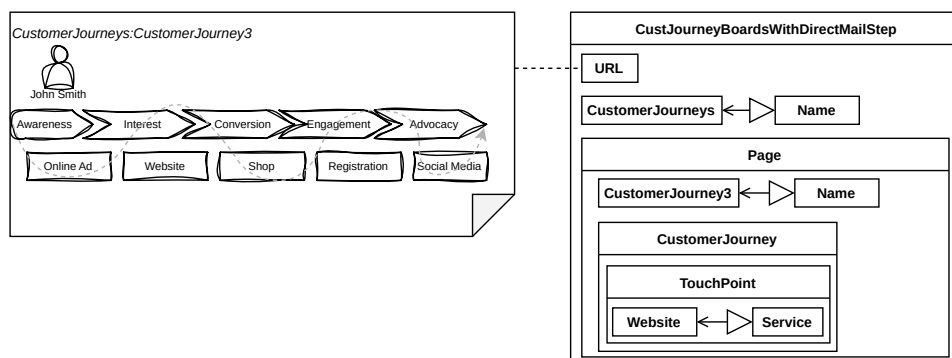 CustomerJourneys:CustomerJourney3
John Smith
Awareness Interest Conversion Engagement Advocacy
Online Ad Website Shop Registration Social Media
CustJourneyBoardsWithDirectMailStep
URL
CustomerJourneys Name
Page
CustomerJourney3 Name
CustomerJourney
TouchPoint
Website Service